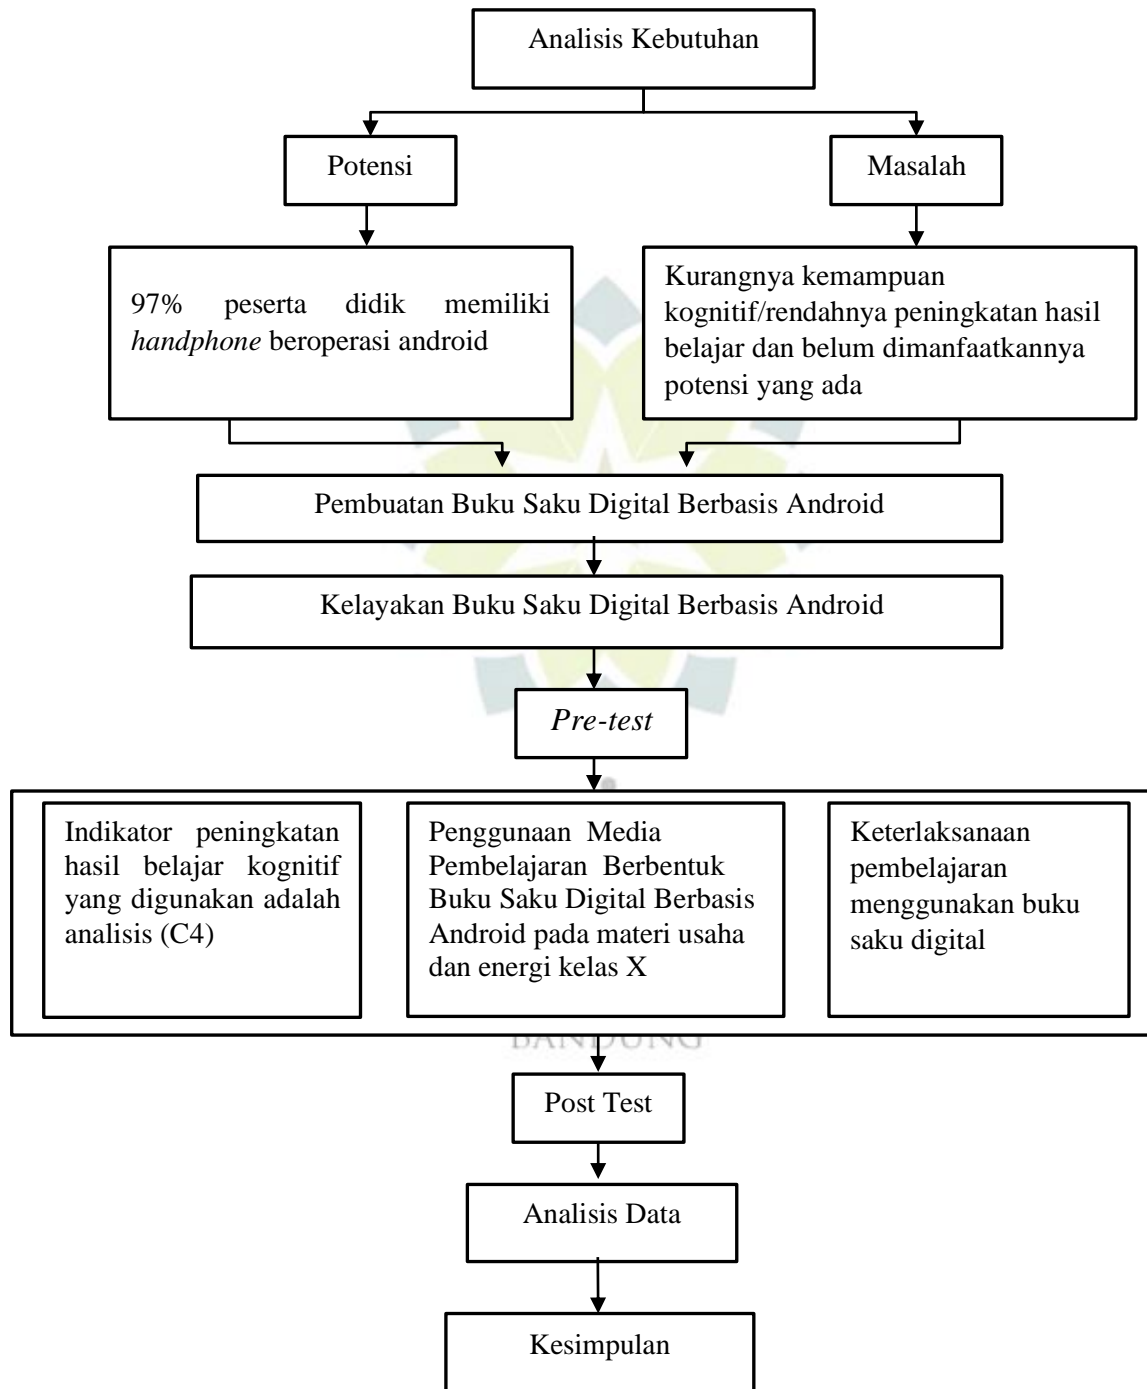 Analisis Kebutuhan
Potensi
Masalah
97% peserta didik memiliki
handphone beroperasi android
Kurangnya kemampuan
kognitif/rendahnya peningkatan hasil
belajar dan belum dimanfaatkannya
potensi yang ada
Pembuatan Buku Saku Digital Berbasis Android
Kelayakan Buku Saku Digital Berbasis Android
Pre-test
Indikator peningkatan
hasil belajar kognitif
yang digunakan adalah
analisis (C4)
Penggunaan Media
Pembelajaran Berbentuk
Buku Saku Digital Berbasis
Android pada materi usaha
dan energi kelas X
Keterlaksanaan
pembelajaran
menggunakan buku
saku digital
BANDUNG
Post Test
Analisis Data
Kesimpulan